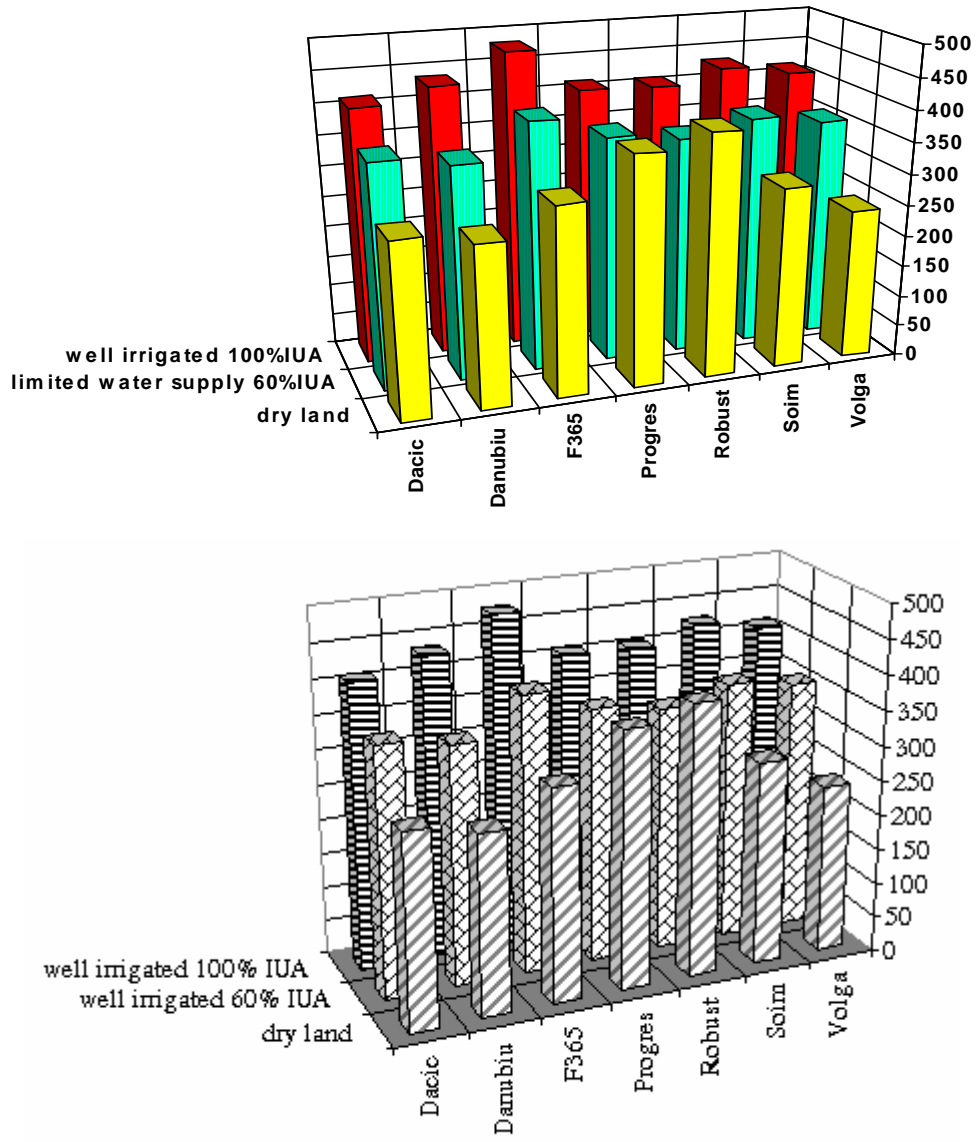 500
450
400
350
300
250
200
150
100
50
0
well irrigated 100%IUA
limited water supply 60%IUA
dry land
Dacic
Danubiu
F365
Progres
Robust
Soim
Volga
500
450
400
350
300
250
200
150
100
50
0
well irrigated 100% IUA
well irrigated 60% IUA
dry land
Dacic
Danubiu
F365
Progres
Robust
Soim
Volga